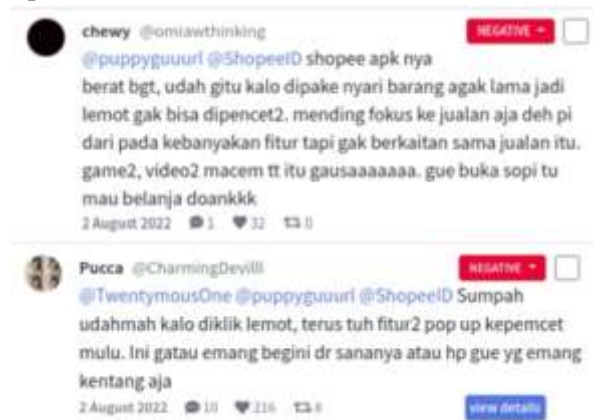 chewy @omiawthinking NEGATIVE
@puppyguuurl @ShopeeID shopee apk nya
berat bgt, udah gitu kalo dipake nyari barang agak lama jadi
lemot gak bisa dipencet2. mending fokus ke jualan aja deh pi
dari pada kebanyakan fitur tapi gak berkaitan sama jualan itu.
game2, video2 macem tt itu gausaaaaaaa. gue buka sopi tu
mau belanja doankkk
2 August 2022 1 32 0
Pucca @CharmingDevilll NEGATIVE
@TwentymousOne @puppyguuurl @ShopeeID Sumpah
udahmah kalo diklik lemot, terus tuh fitur2 pop up kepemcet
mulu. Ini gatau emang begini dr sananya atau hp gue yg emang
kentang aja
2 August 2022 10 216
view details